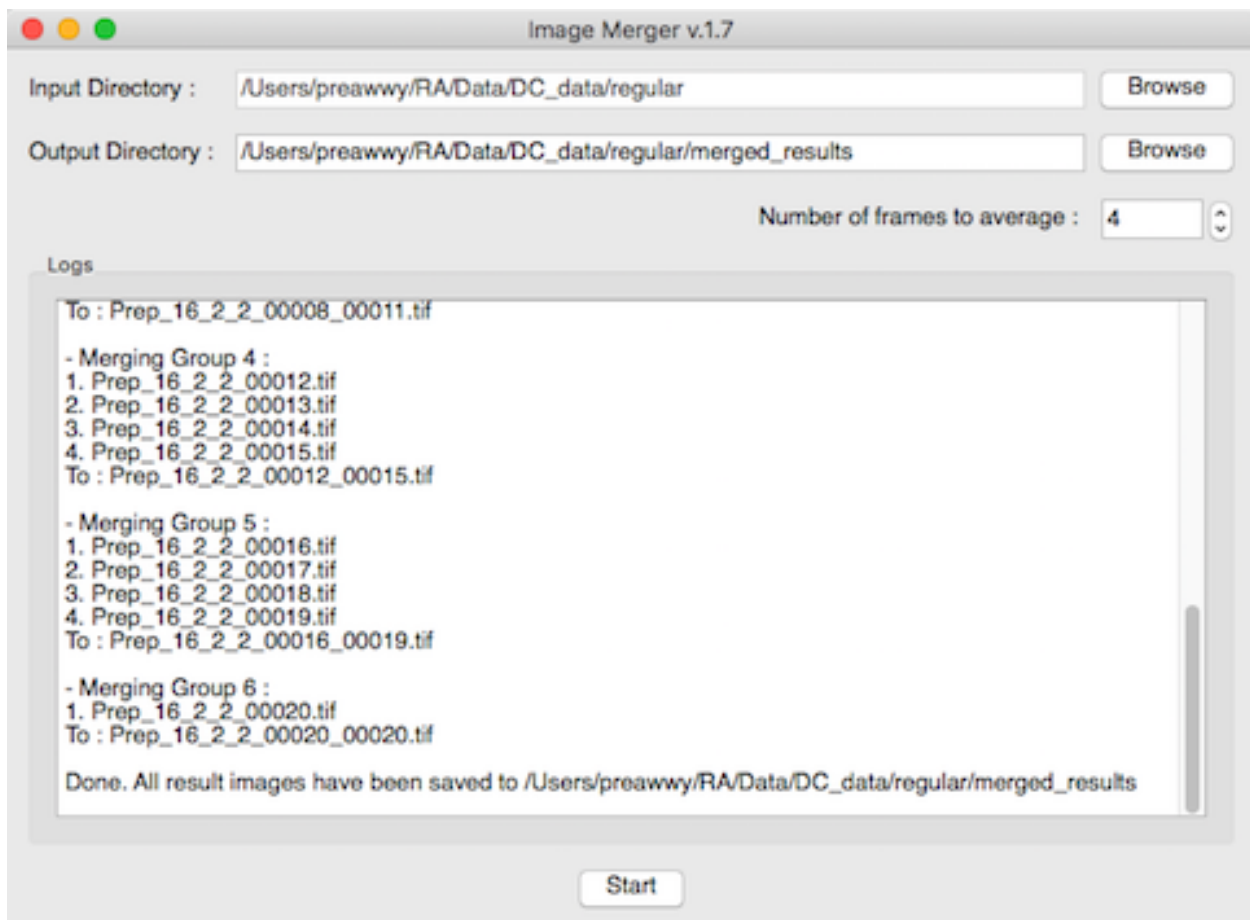 Image Merger v.1.7
Input Directory : /Users/preawwy/RA/Data/DC_data/regular Browse
Output Directory : /Users/preawwy/RA/Data/DC_data/regular/merged_results Browse
Number of frames to average : 4
Logs
To : Prep_16_2_2_00008_00011.tif
- Merging Group 4 :
1. Prep_16_2_2_00012.tif
2. Prep_16_2_2_00013.tif
3. Prep_16_2_2_00014.tif
4. Prep_16_2_2_00015.tif
To : Prep_16_2_2_00012_00015.tif
- Merging Group 5 :
1. Prep_16_2_2_00016.tif
2. Prep_16_2_2_00017.tif
3. Prep_16_2_2_00018.tif
4. Prep_16_2_2_00019.tif
To : Prep_16_2_2_00016_00019.tif
- Merging Group 6 :
1. Prep_16_2_2_00020.tif
To : Prep_16_2_2_00020_00020.tif
Done. All result images have been saved to /Users/preawwy/RA/Data/DC_data/regular/merged_results
Start